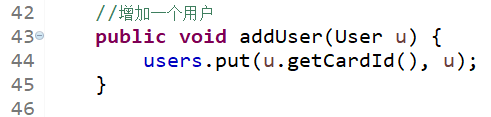 42 //增加一个用户
43 public void addUser(User u) {
44 users.put(u.getCardId(), u);
45 }
46